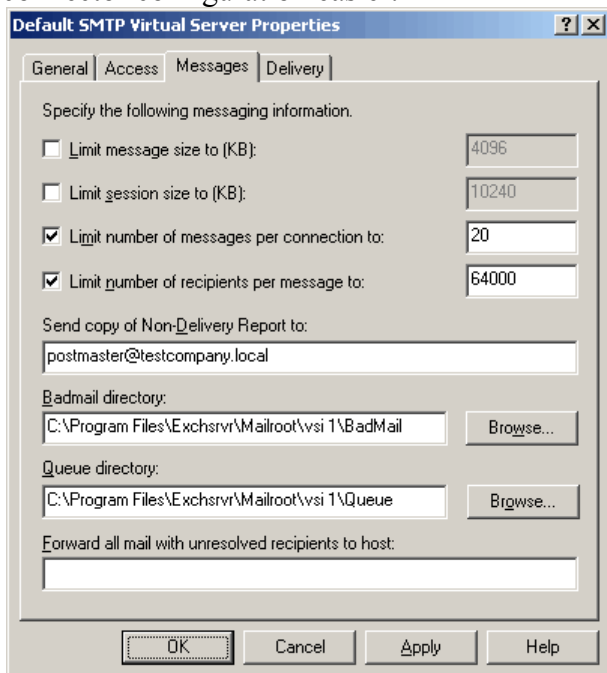 Default SMTP Virtual Server Properties
General Access Messages Delivery
Specify the following messaging information.
Limit message size to (KB): 4096
Limit session size to (KB): 10240
Limit number of messages per connection to: 20
Limit number of recipients per message to: 64000
Send copy of Non-Delivery Report to:
postmaster@testcompany.local
Badmail directory:
C:\Program Files\Exchsrvr\Mailroot\vsi 1\BadMail Browse...
Queue directory:
C:\Program Files\Exchsrvr\Mailroot\vsi 1\Queue Browse...
Forward all mail with unresolved recipients to host:
OK Cancel Apply Help